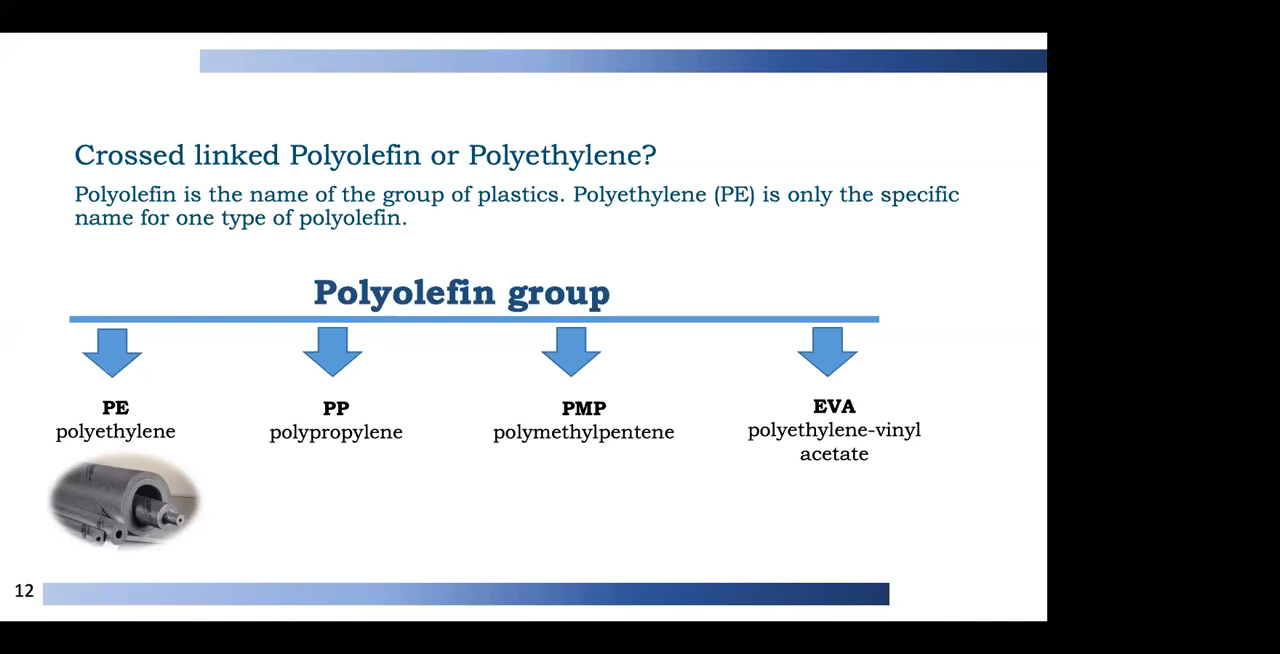 Crossed linked Polyolefin or Polyethylene?
Polyolefin is the name of the group of plastics. Polyethylene (PE) is only the specific
name for one type of polyolefin.
Polyolefin group
PE
polyethylene
PP
polypropylene
PMP
polymethylpentene
EVA
polyethylene-vinyl
acetate
12